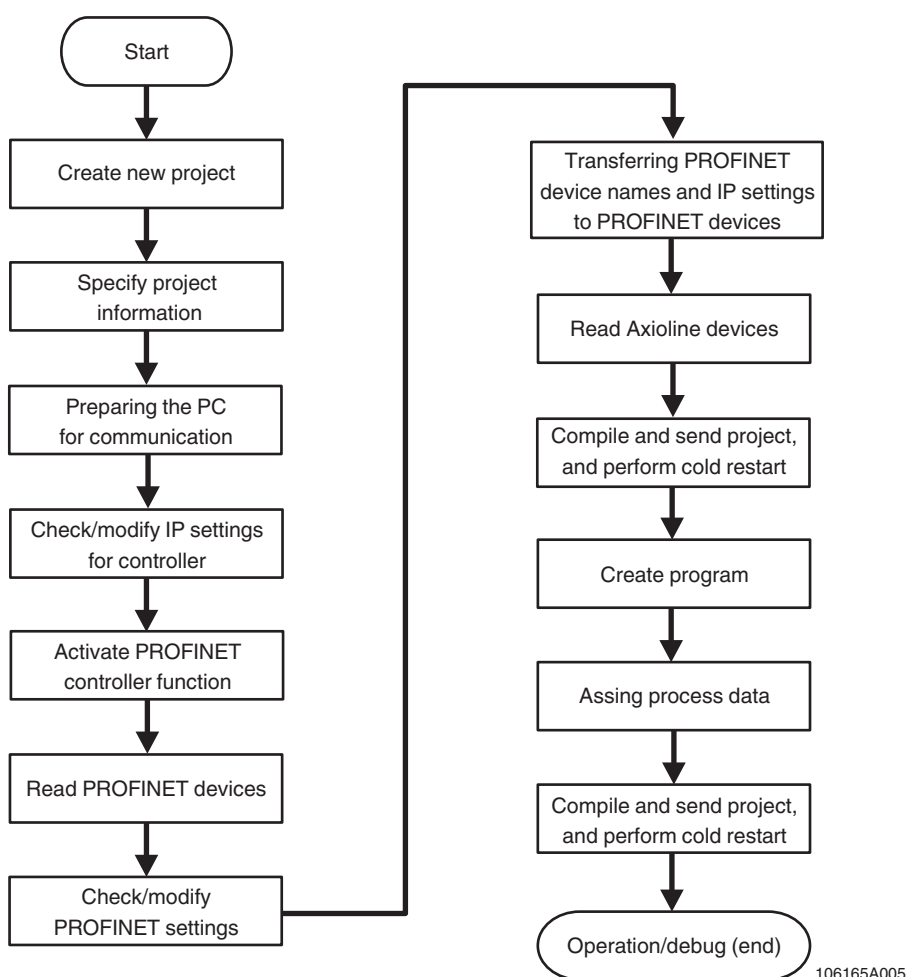 Start
Create new project
Specify project
information
Preparing the PC
for communication
Check/modify IP settings
for controller
Activate PROFINET
controller function
Read PROFINET devices
Check/modify
PROFINET settings
Transferring PROFINET
device names and IP settings
to PROFINET devices
Read Axioline devices
Compile and send project,
and perform cold restart
Create program
Assing process data
Compile and send project,
and perform cold restart
Operation/debug (end)
106165A005